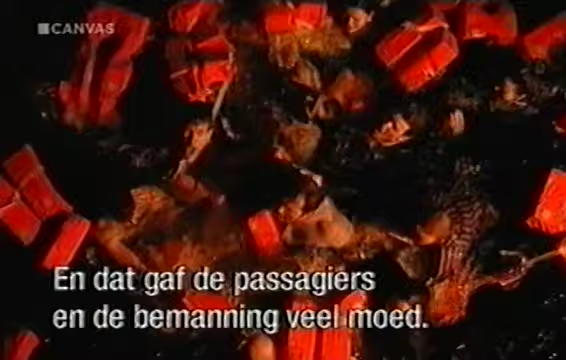 CANVAS
En dat gaf de passagiers
en de bemanning veel moed.